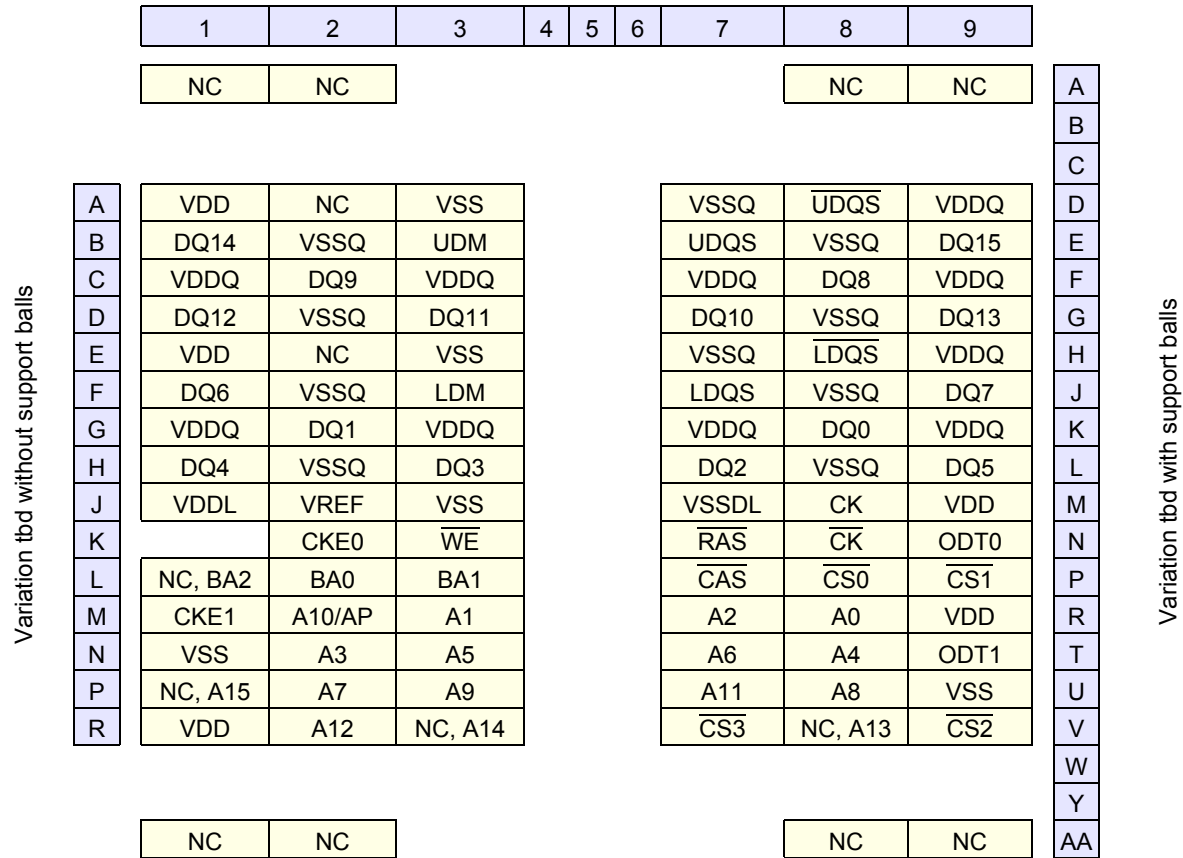 1 2 3 4 5 6 7 8 9
NC NC NC NC A
B
C
A VDD NC VSS VSSQ UDQS VDDQ D
B DQ14 VSSQ UDM UDQS VSSQ DQ15 E
C VDDQ DQ9 VDDQ VDDQ DQ8 VDDQ F
D DQ12 VSSQ DQ11 DQ10 VSSQ DQ13 G
E VDD NC VSS VSSQ LDQS VDDQ H
F DQ6 VSSQ LDM LDQS VSSQ DQ7 J
G VDDQ DQ1 VDDQ VDDQ DQ0 VDDQ K
H DQ4 VSSQ DQ3 DQ2 VSSQ DQ5 L
J VDDL VREF VSS VSSDL CK VDD M
K CKE0 WE RAS CK ODT0 N
L NC, BA2 BA0 BA1 CAS CS0 CS1 P
M CKE1 A10/AP A1 A2 A0 VDD R
N VSS A3 A5 A6 A4 ODT1 T
P NC, A15 A7 A9 A11 A8 VSS U
R VDD A12 NC, A14 CS3 NC, A13 CS2 V
W
Y
NC NC NC NC AA
Variation tbd without support balls
Variation tbd with support balls